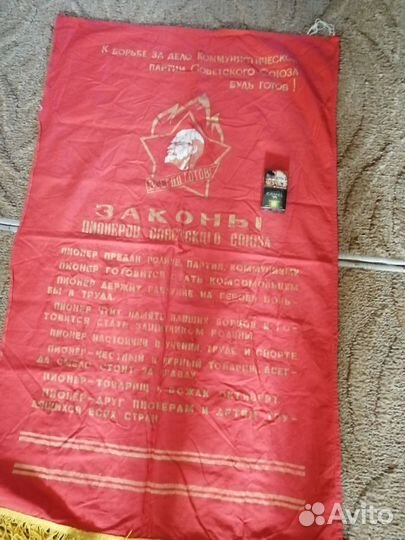 К БОРЬБЕ ЗА ДЕЛО КОММУНИСТИЧЕСКОЙ
ПАРТИИ СОВЕТСКОГО СОЮЗА
БУДЬ ГОТОВ!
ВСЕГДА ГОТОВ!
ЗАКОНЫ
ПИОНЕРОВ СОВЕТСКОГО СОЮЗА
ПИОНЕР ПРЕДАН РОДИНЕ, ПАРТИИ, КОММУНИЗМУ
ПИОНЕР ГОТОВИТСЯ СТАТЬ КОМСОМОЛЬЦЕМ
ПИОНЕР ДЕРЖИТ РАВНЕНИЕ НА ГЕРОЕВ БОРЬ-
БЫ И ТРУДА
ПИОНЕР ЧТИТ ПАМЯТЬ ПАВШИХ БОРЦОВ И ГО-
ТОВИТСЯ СТАТЬ ЗАЩИТНИКОМ РОДИНЫ
ПИОНЕР НАСТОЙЧИВ В УЧЕНИИ, ТРУДЕ И СПОРТЕ
ПИОНЕР-ЧЕСТНЫЙ И ВЕРНЫЙ ТОВАРИЩ, ВСЕГ-
ДА СМЕЛО СТОИТ ЗА ПРАВДУ
ПИОНЕР-ТОВАРИЩ И ВОЖАК ОКТЯБРЯТ
ПИОНЕР-ДРУГ ПИОНЕРАМ И ДЕТЯМ ТРУ-
ДЯЩИХСЯ ВСЕХ СТРАН
Avito